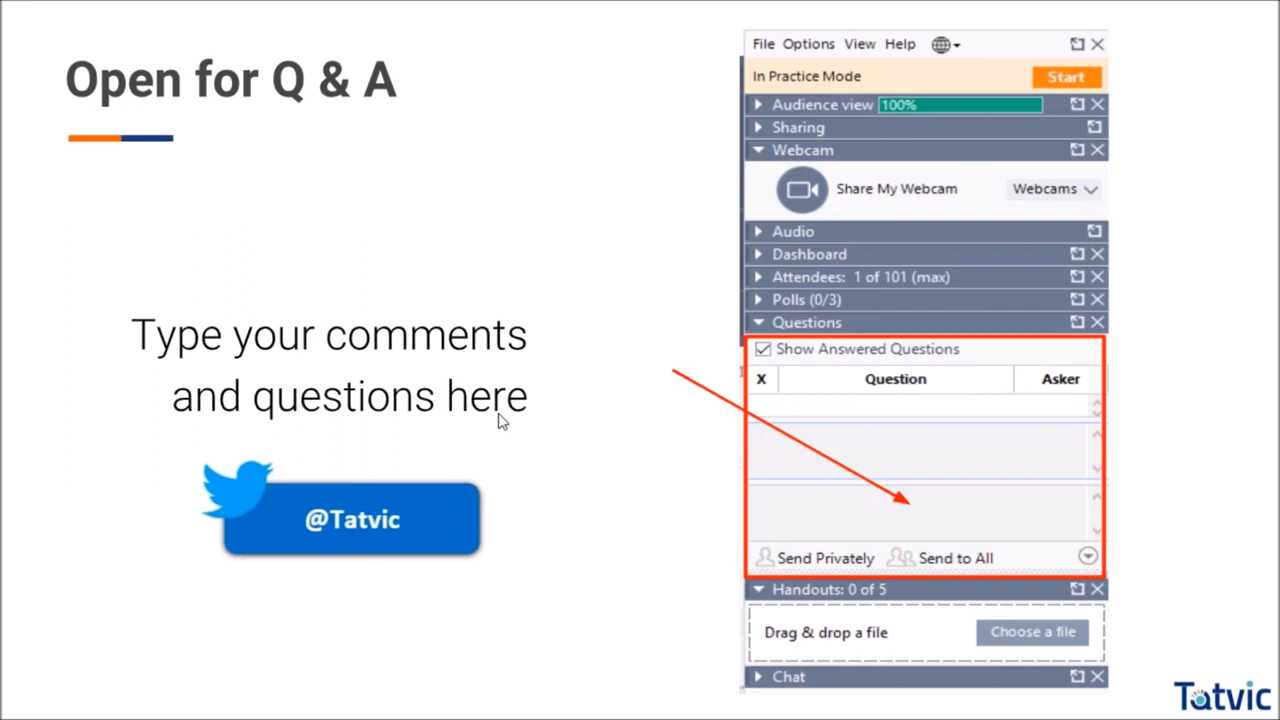 Open for Q & A
Type your comments
and questions here
@Tatvic
File Options View Help
In Practice Mode Start
Audience view 100%
Sharing
Webcam
Share My Webcam Webcams
Audio
Dashboard
Attendees: 1 of 101 (max)
Polls (0/3)
Questions
Show Answered Questions
X Question Asker
Send Privately Send to All
Handouts: 0 of 5
Drag & drop a file Choose a file
Chat
Tatvic